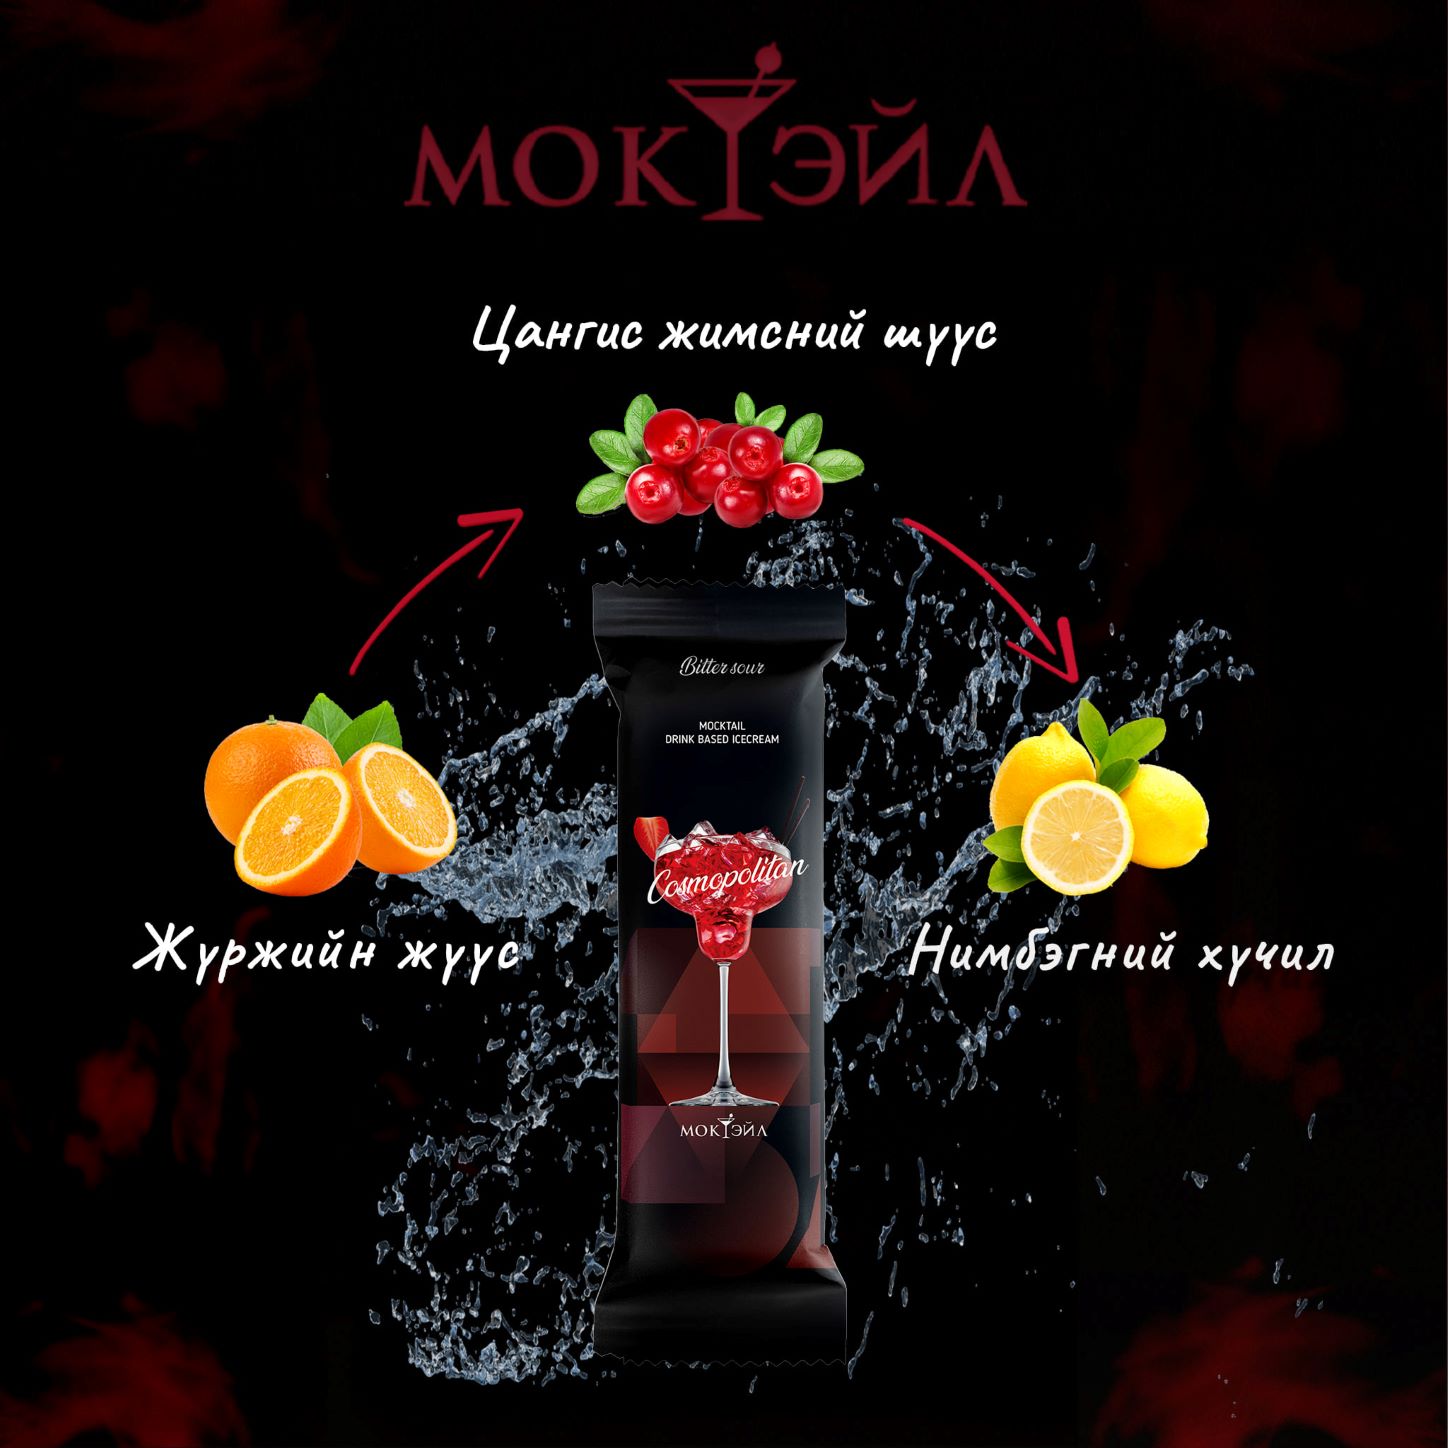 МОКТЭЙЛ
Цангис жимсний шүүс
Bitter sour
MOCKTAIL
DRINK BASED ICECREAM
Cosmopolitan
Жүржийн жүүс
Нимбэгний хүчил
МОКТЭЙЛ